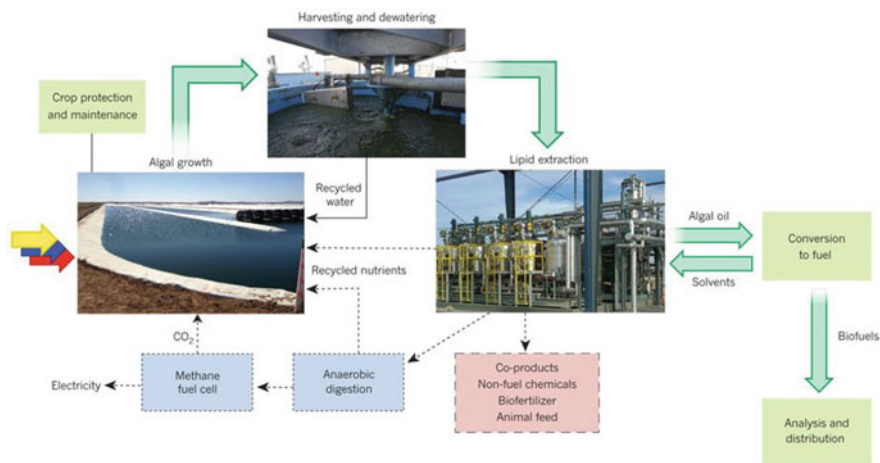 Harvesting and dewatering
Crop protection
and maintenance
Algal growth
Lipid extraction
Recycled
water
Algal oil
Conversion
to fuel
Recycled nutrients
Solvents
CO₂
Biofuels
Electricity
Methane
fuel cell
Anaerobic
digestion
Co-products
Non-fuel chemicals
Biofertilizer
Animal feed
Analysis and
distribution